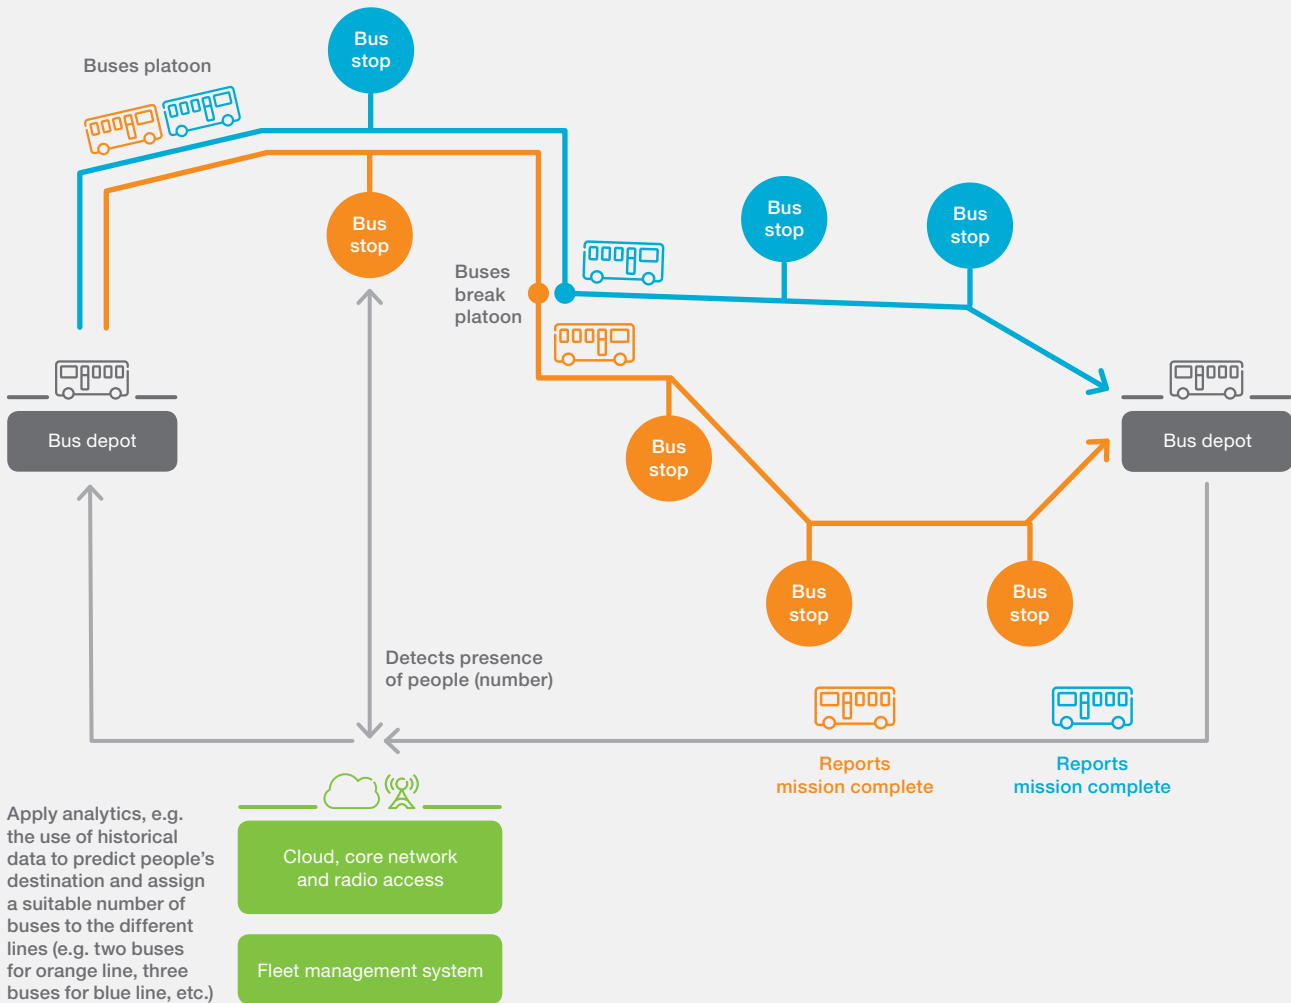 Bus
stop
Buses platoon
Bus
stop
Bus
stop
Bus
stop
Buses
break
platoon
Bus depot
Bus
stop
Bus depot
Bus
stop
Bus
stop
Detects presence
of people (number)
Reports
mission complete
Reports
mission complete
Apply analytics, e.g.
the use of historical
data to predict people’s
destination and assign
a suitable number of
buses to the different
lines (e.g. two buses
for orange line, three
buses for blue line, etc.)
Cloud, core network
and radio access
Fleet management system